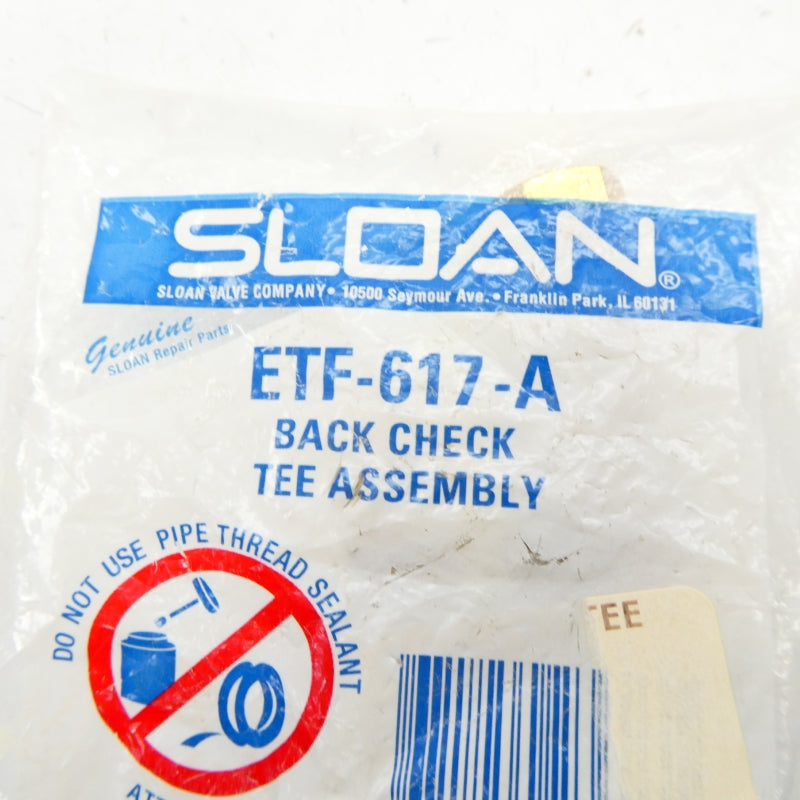 SLOAN®
SLOAN VALVE COMPANY • 10500 Seymour Ave. • Franklin Park, IL 60131
Genuine
SLOAN Repair Parts
ETF-617-A
BACK CHECK
TEE ASSEMBLY
DO NOT USE PIPE THREAD SEALANT
TEE